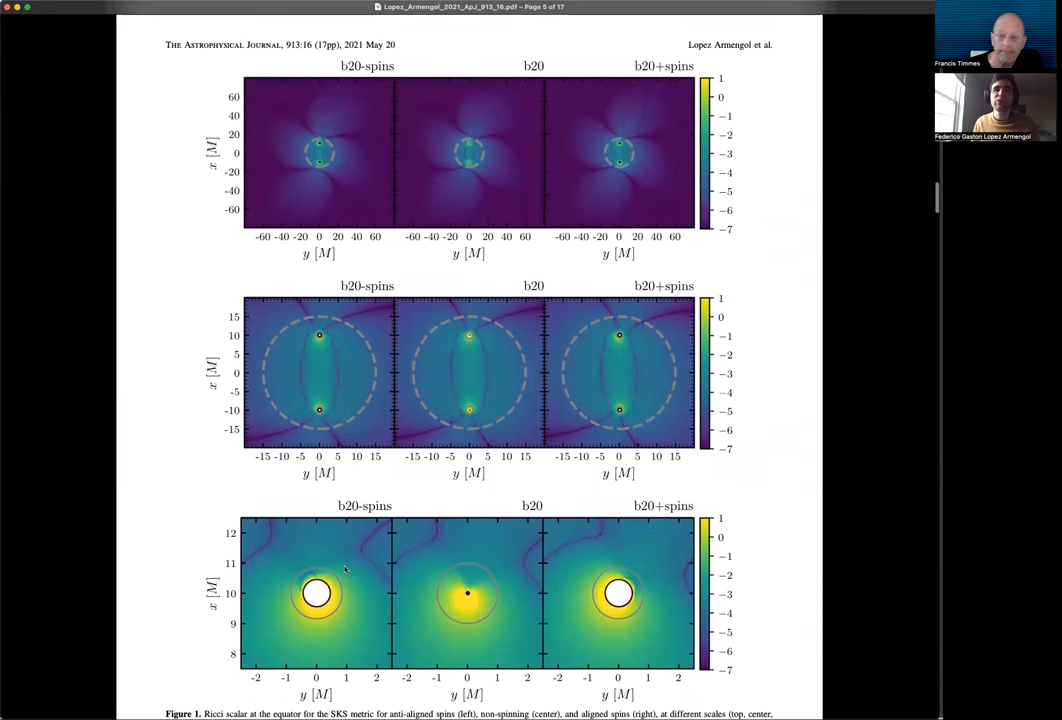 Lopez_Armengol_2021_ApJ_913_16.pdf – Page 5 of 17
Francis Timmes
Federico Gaston Lopez Armengol
THE ASTROPHYSICAL JOURNAL, 913:16 (17pp), 2021 May 20
Lopez Armengol et al.
b20-spins b20 b20+spins
60
40
20
0
-20
-40
-60
x [M]
1
0
−1
−2
−3
−4
−5
−6
−7
-60 -40 -20 0 20 40 60 -60 -40 -20 0 20 40 60 -60 -40 -20 0 20 40 60
y [M] y [M] y [M]
b20-spins b20 b20+spins
15
10
5
0
-5
-10
-15
x [M]
1
0
−1
−2
−3
−4
−5
−6
−7
-15 -10 -5 0 5 10 15 -15 -10 -5 0 5 10 15 -15 -10 -5 0 5 10 15
y [M] y [M] y [M]
b20-spins b20 b20+spins
12
11
10
9
8
x [M]
1
0
−1
−2
−3
−4
−5
−6
−7
-2 -1 0 1 2 -2 -1 0 1 2 -2 -1 0 1 2
y [M] y [M] y [M]
Figure 1. Ricci scalar at the equator for the SKS metric for anti-aligned spins (left), non-spinning (center), and aligned spins (right), at different scales (top, center,